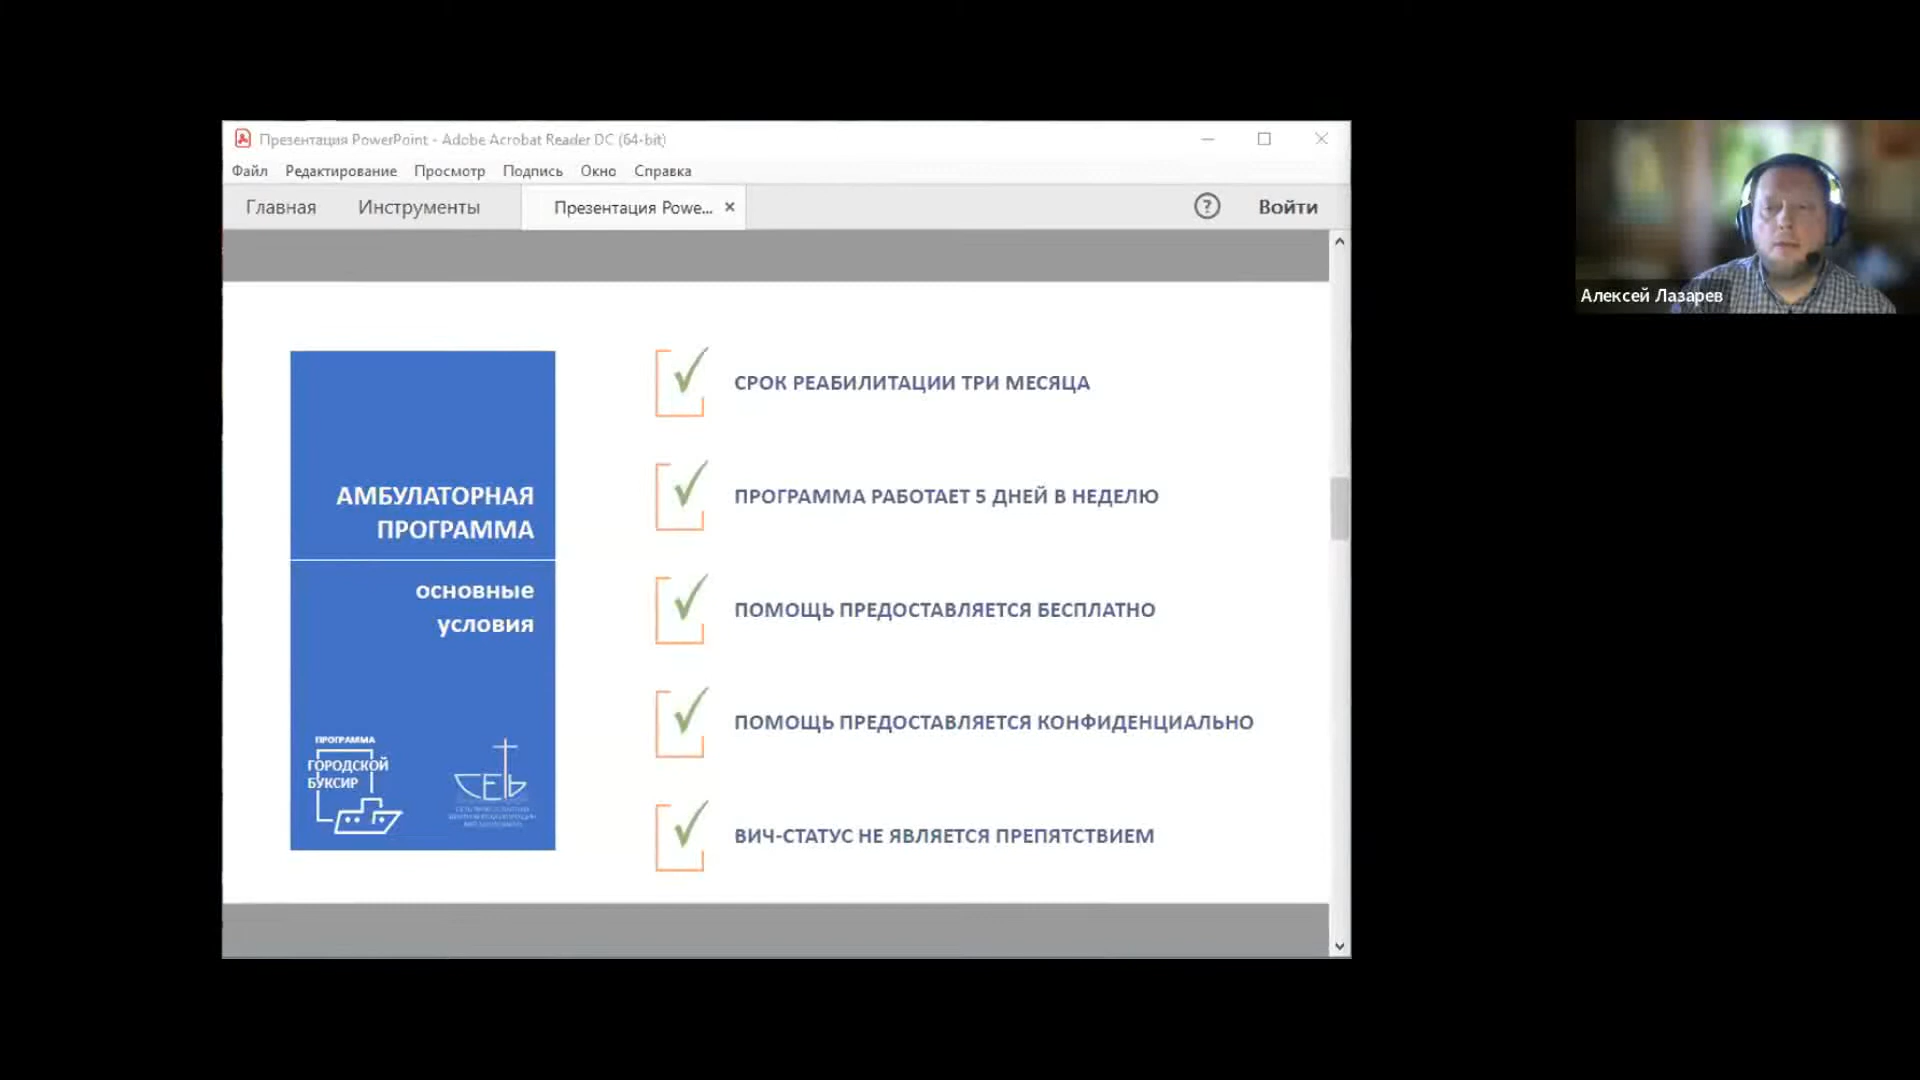 Презентация PowerPoint - Adobe Acrobat Reader DC (64-bit)
Файл Редактирование Просмотр Подпись Окно Справка
Главная Инструменты Презентация Powe... Войти
АМБУЛАТОРНАЯ
ПРОГРАММА
основные
условия
ПРОГРАММА
ГОРОДСКОЙ
БУКСИР
СЕТЬ
СРОК РЕАБИЛИТАЦИИ ТРИ МЕСЯЦА
ПРОГРАММА РАБОТАЕТ 5 ДНЕЙ В НЕДЕЛЮ
ПОМОЩЬ ПРЕДОСТАВЛЯЕТСЯ БЕСПЛАТНО
ПОМОЩЬ ПРЕДОСТАВЛЯЕТСЯ КОНФИДЕНЦИАЛЬНО
ВИЧ-СТАТУС НЕ ЯВЛЯЕТСЯ ПРЕПЯТСТВИЕМ
Алексей Лазарев